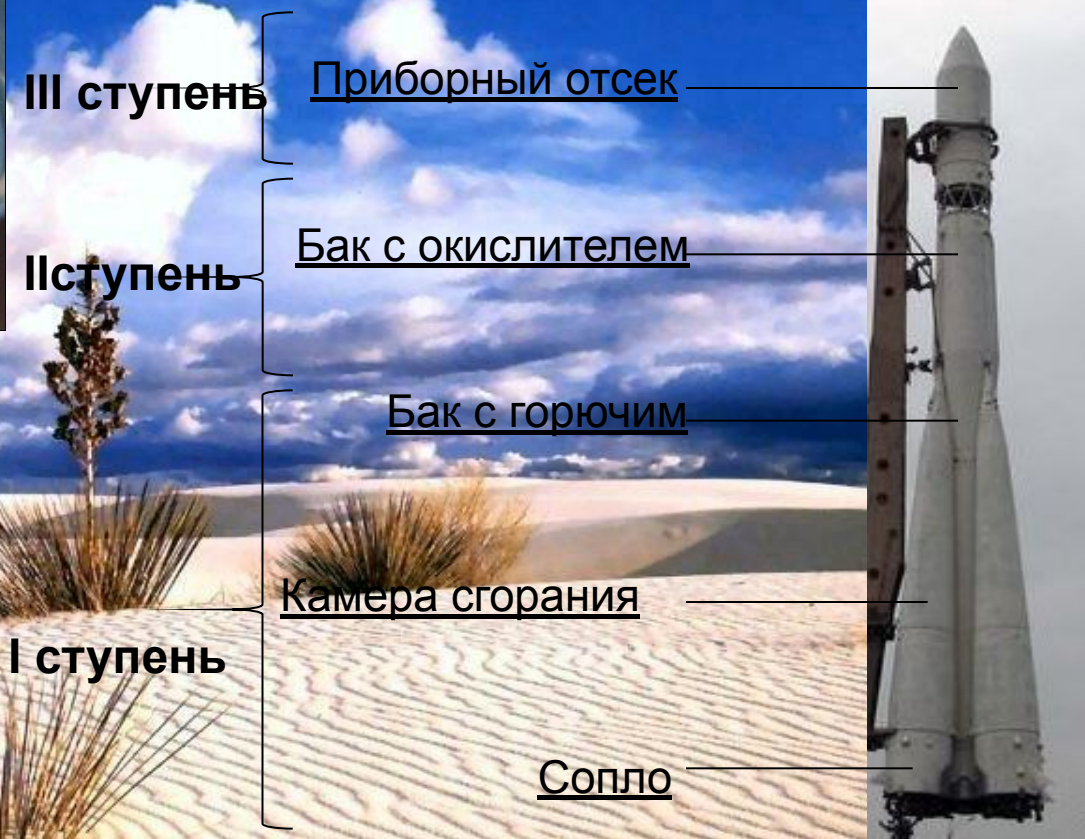 III ступень
Приборный отсек
IIступень
Бак с окислителем
Бак с горючим
Камера сгорания
I ступень
Сопло